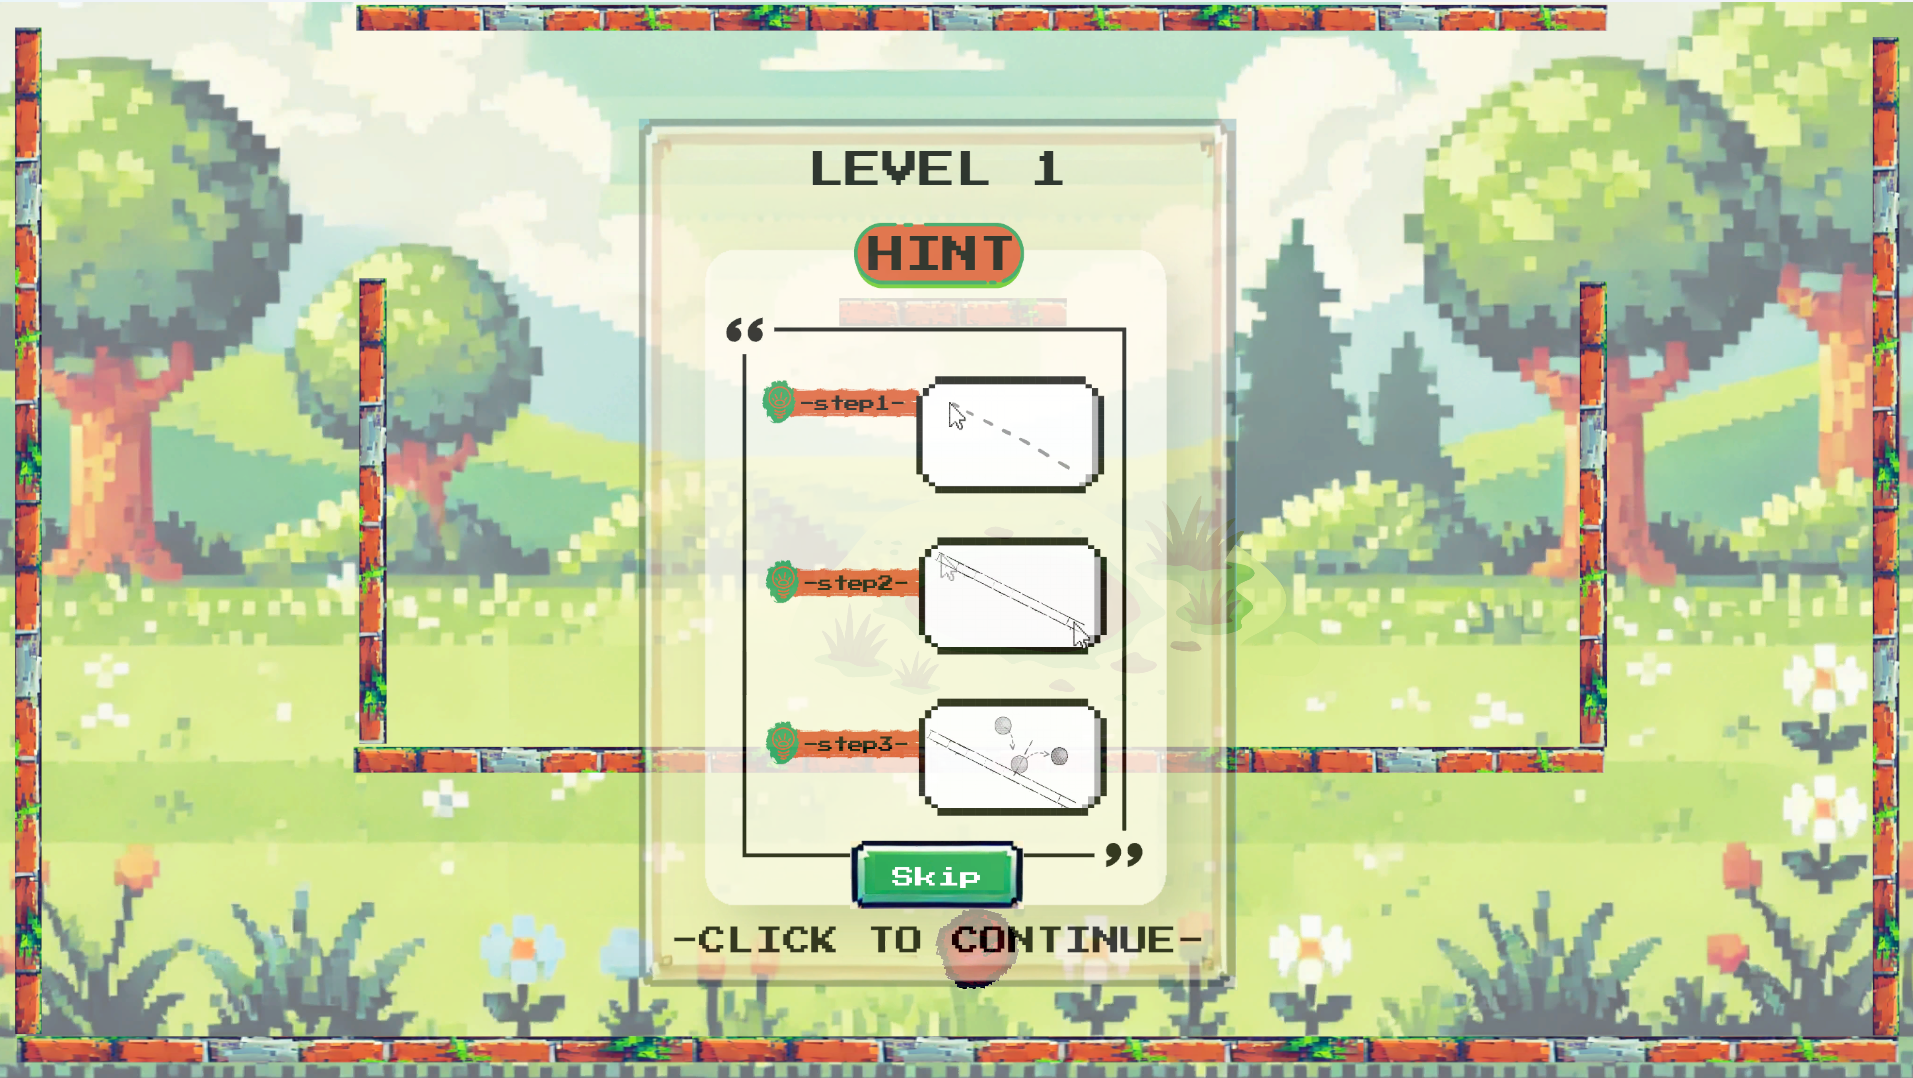 LEVEL 1
HINT
“
-step1-
-step2-
-step3-
”
Skip
-CLICK TO CONTINUE-